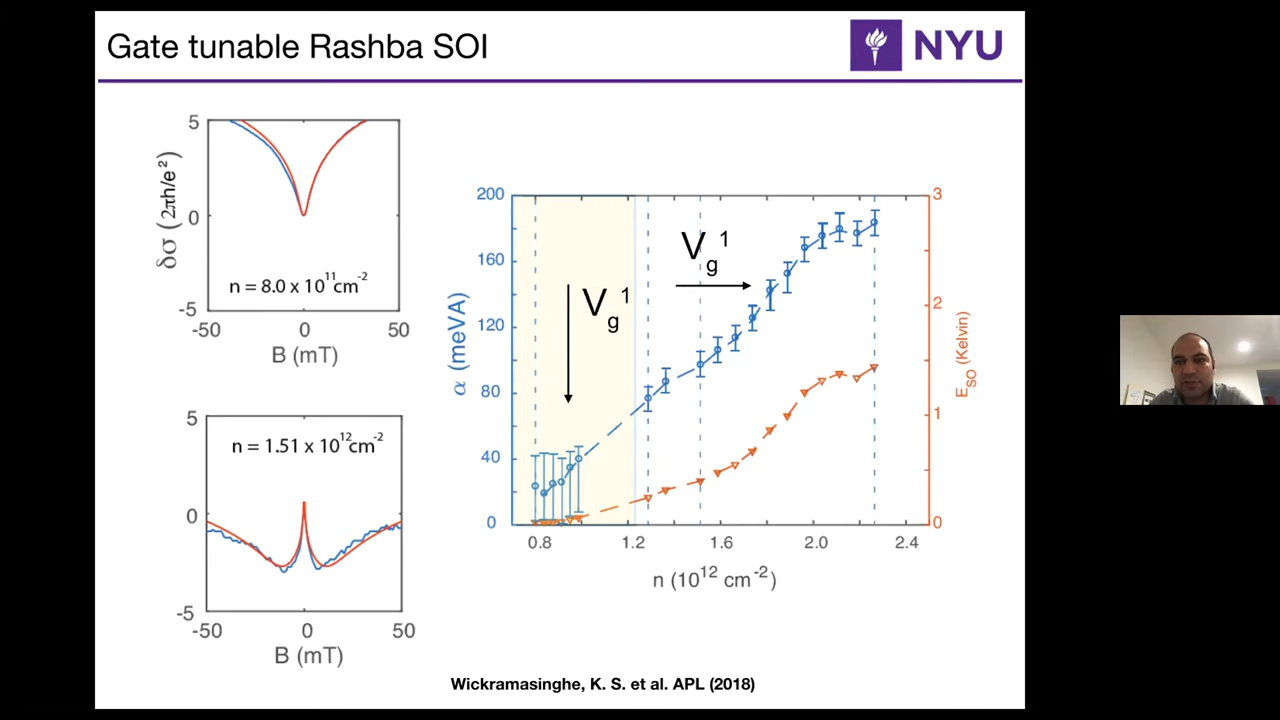 Gate tunable Rashba SOI
NYU
5
0
-5
δσ (2πh/e²)
n = 8.0 x 10¹¹cm⁻²
-50 0 50
B (mT)
5
0
-5
n = 1.51 x 10¹²cm⁻²
-50 0 50
B (mT)
200
160
120
80
40
0
α (meVA)
Vg¹
Vg¹
3
2
1
0
E_SO (Kelvin)
0.8 1.2 1.6 2.0 2.4
n (10¹² cm⁻²)
Wickramasinghe, K. S. et al. APL (2018)